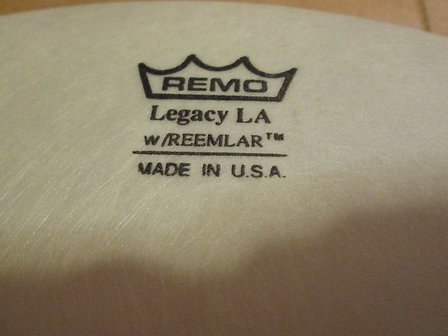 REMO
Legacy LA
w/REEMLAR™
MADE IN U.S.A.